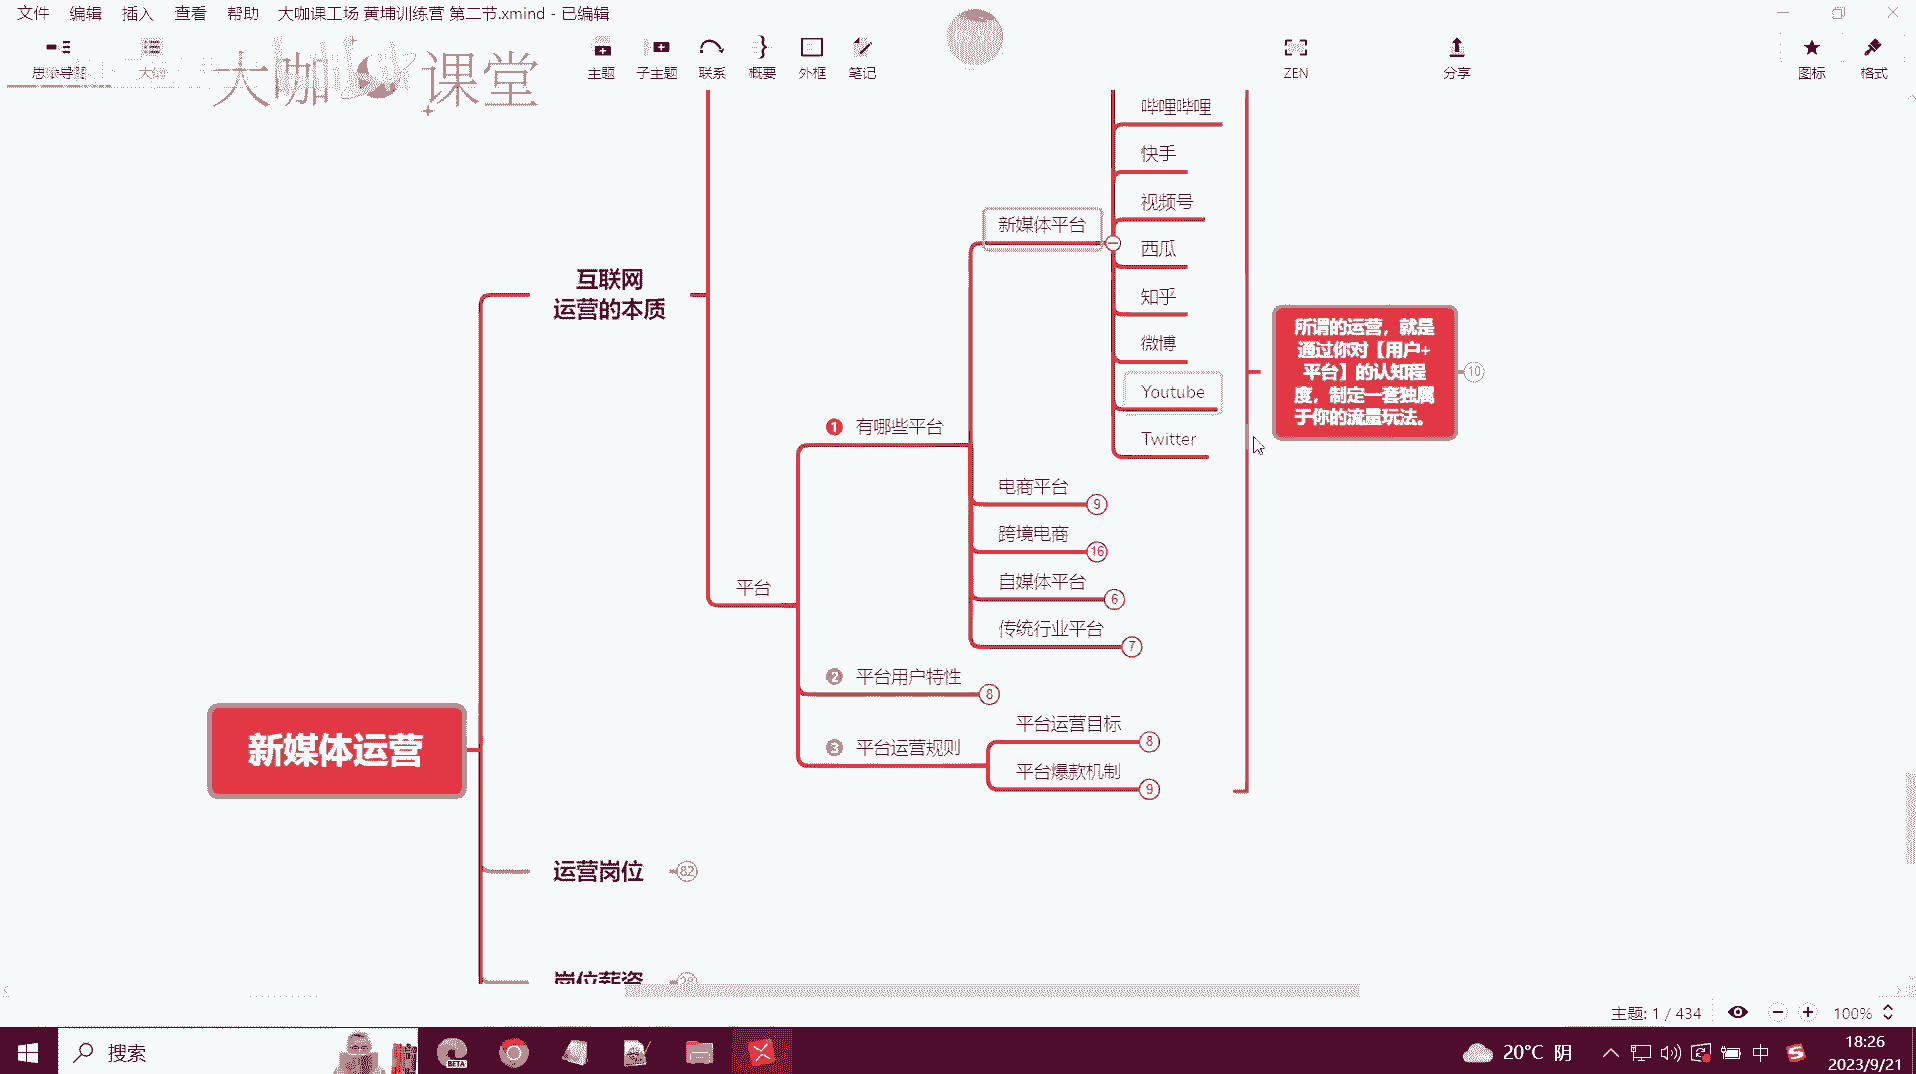 文件 编辑 插入 查看 帮助 大咖课工场 黄埔训练营 第二节.xmind - 已编辑
思维导图 大纲 主题 子主题 联系 概要 外框 笔记 ZEN 分享 图标 格式
大咖 课堂
哔哩哔哩
快手
视频号
新媒体平台
西瓜
知乎
微博
Youtube
Twitter
互联网
运营的本质
所谓的运营，就是
通过你对【用户+
平台】的认知程
度，制定一套独属
于你的流量玩法。
10
1 有哪些平台
电商平台 9
跨境电商 16
自媒体平台 6
传统行业平台 7
平台
2 平台用户特性 8
3 平台运营规则
平台运营目标 8
平台爆款机制 9
新媒体运营
运营岗位 82
岗位薪资 28
主题: 1 / 434 100%
搜索
BETA
20°C 阴
中
18:26
2023/9/21